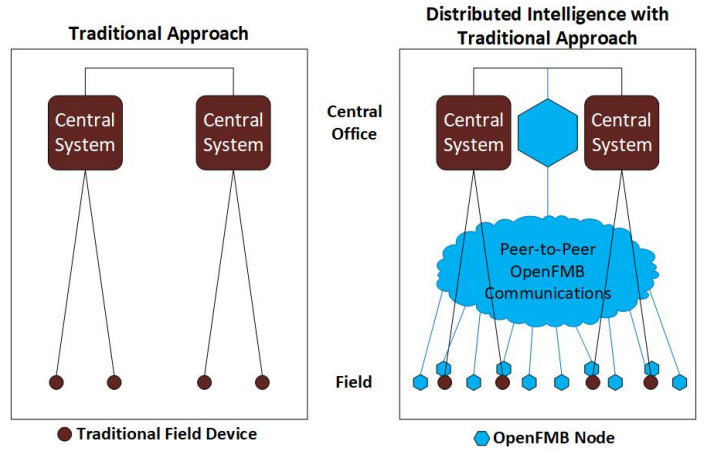 Traditional Approach
Distributed Intelligence with
Traditional Approach
Central
System
Central
System
Central
Office
Central
System
Central
System
Peer-to-Peer
OpenFMB
Communications
Field
Traditional Field Device
OpenFMB Node